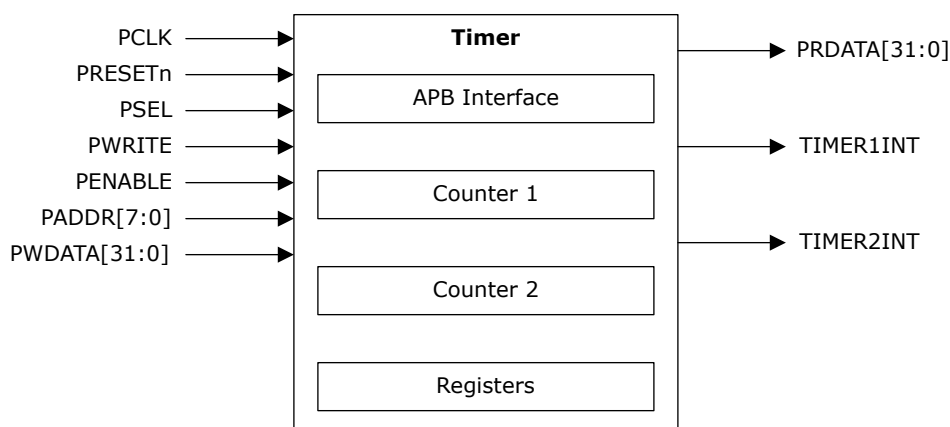 PCLK
PRESETn
PSEL
PWRITE
PENABLE
PADDR[7:0]
PWDATA[31:0]
Timer
APB Interface
Counter 1
Counter 2
Registers
PRDATA[31:0]
TIMER1INT
TIMER2INT